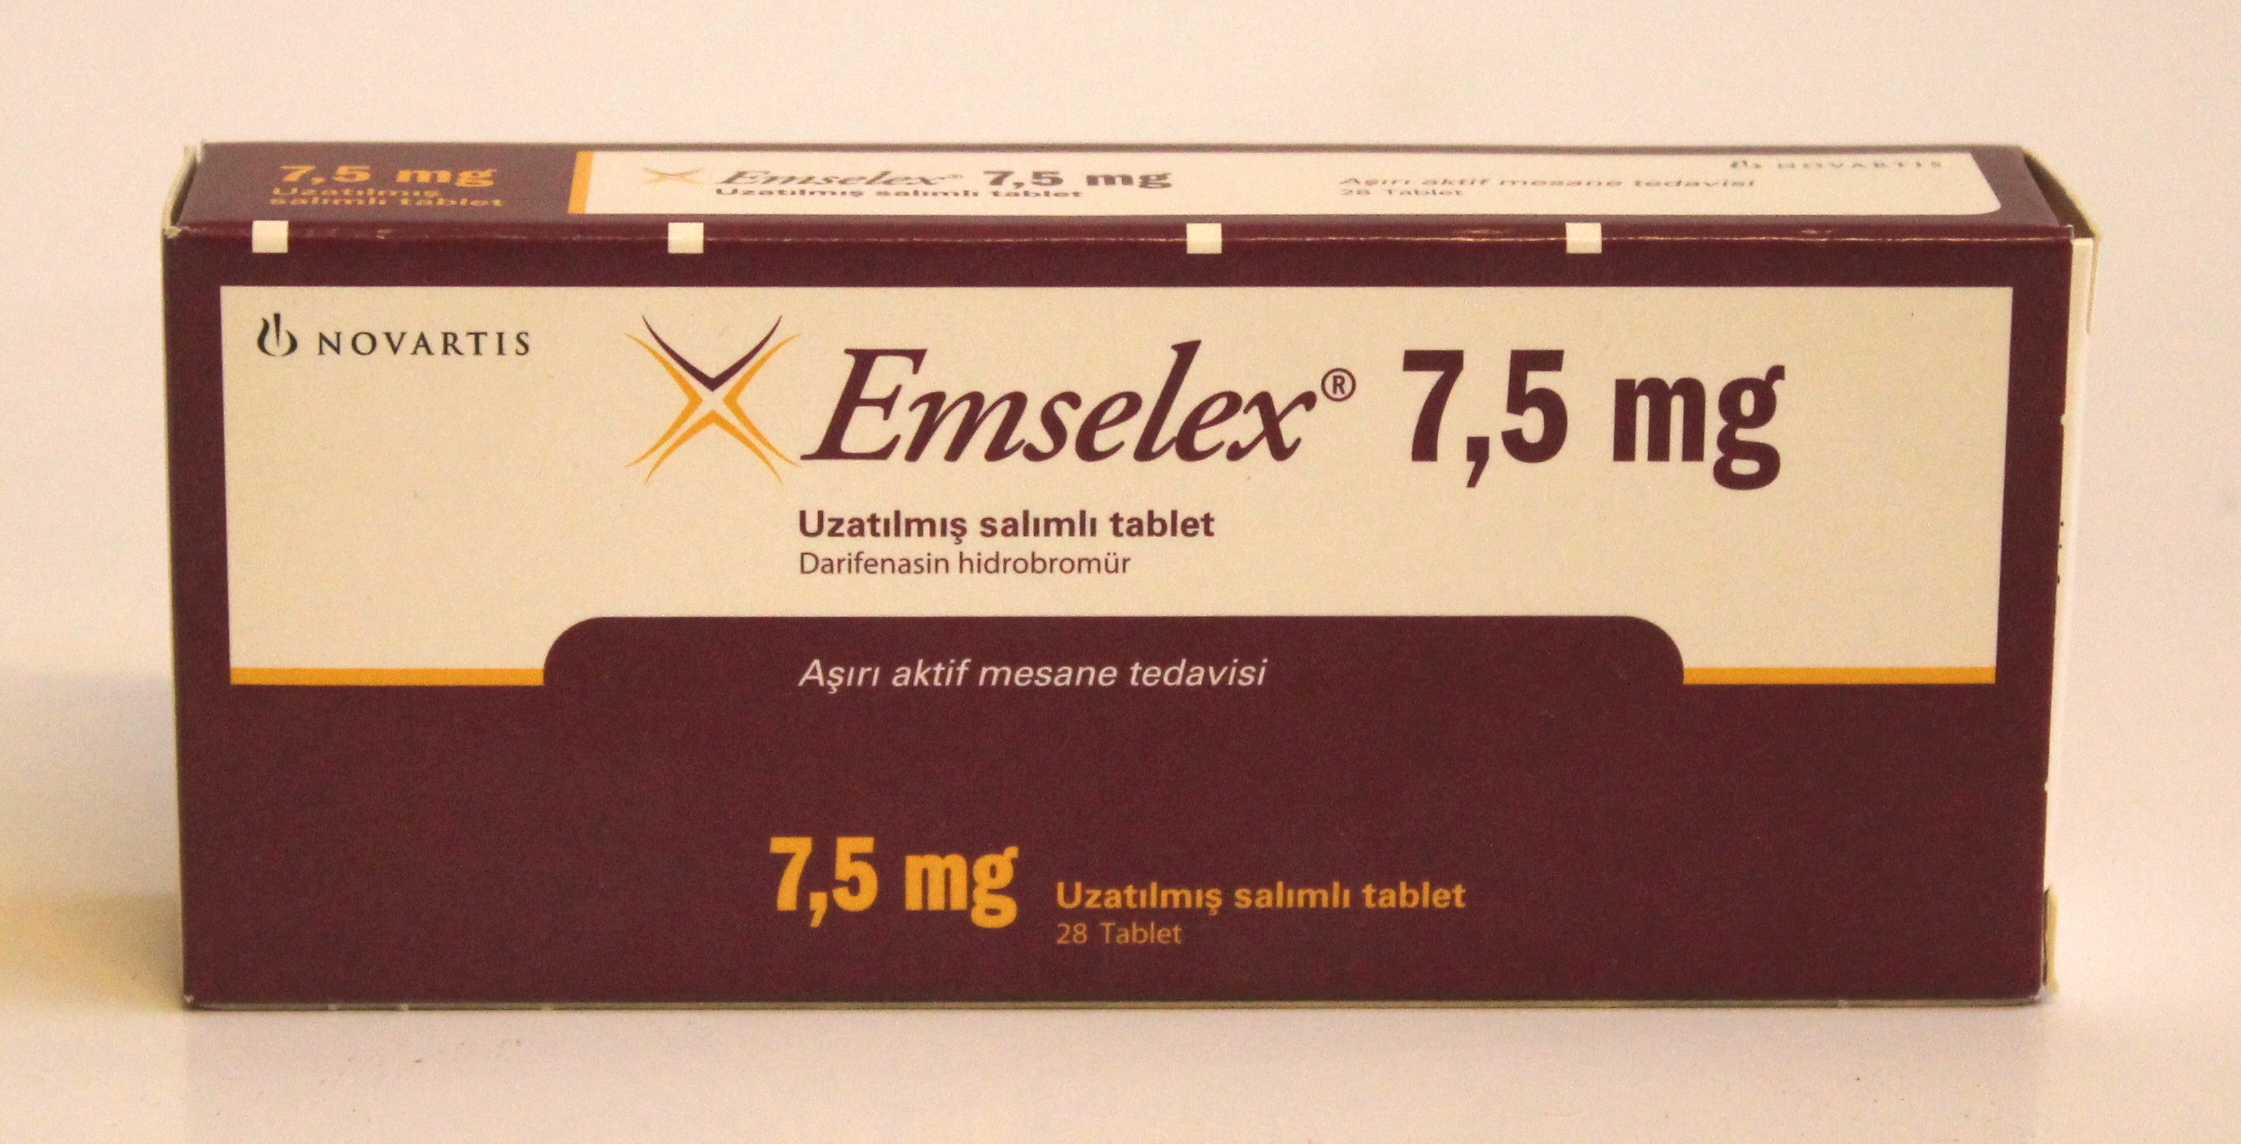 7,5 mg
Uzatılmış
salımlı tablet
Emselex® 7,5 mg
Uzatılmış salımlı tablet
Aşırı aktif mesane tedavisi
28 Tablet
NOVARTIS
NOVARTIS
Emselex® 7,5 mg
Uzatılmış salımlı tablet
Darifenasin hidrobromür
Aşırı aktif mesane tedavisi
7,5 mg Uzatılmış salımlı tablet
28 Tablet